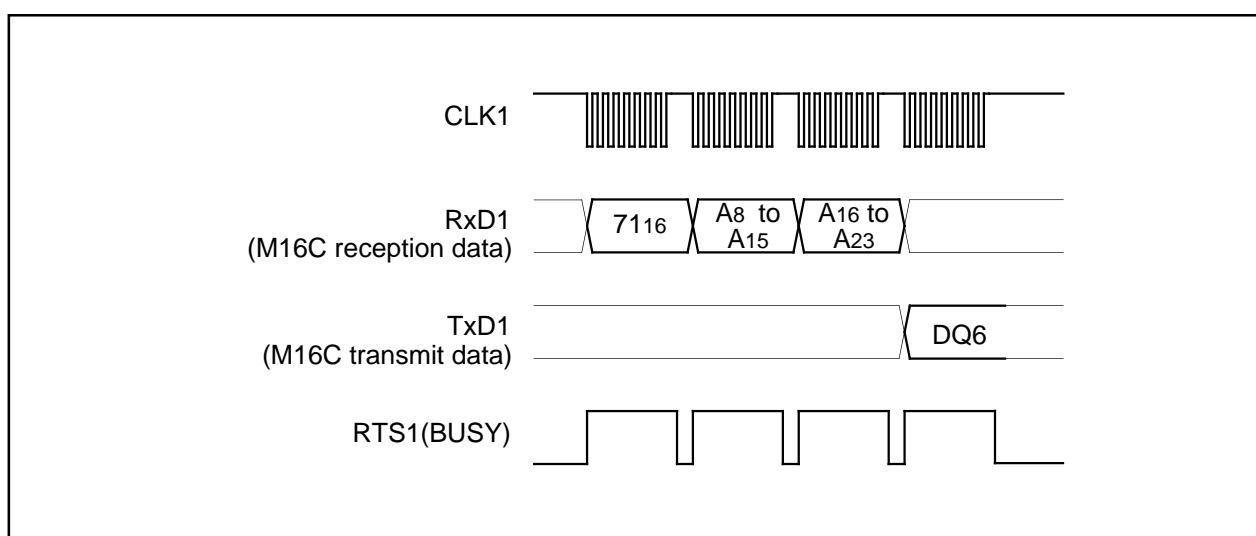 CLK1
RxD1
(M16C reception data)
7116
A8 to
A15
A16 to
A23
TxD1
(M16C transmit data)
DQ6
RTS1(BUSY)